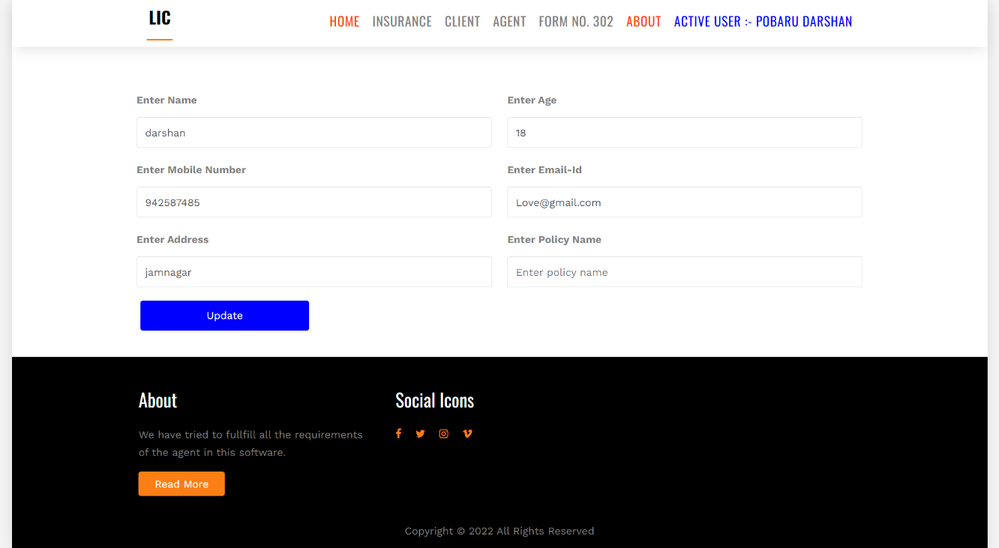 LIC
HOME INSURANCE CLIENT AGENT FORM NO. 302 ABOUT ACTIVE USER :- POBARU DARSHAN
Enter Name
Enter Age
darshan
18
Enter Mobile Number
Enter Email-Id
942587485
Love@gmail.com
Enter Address
Enter Policy Name
jamnagar
Enter policy name
Update
About
Social Icons
We have tried to fullfill all the requirements
of the agent in this software.
Read More
Copyright © 2022 All Rights Reserved